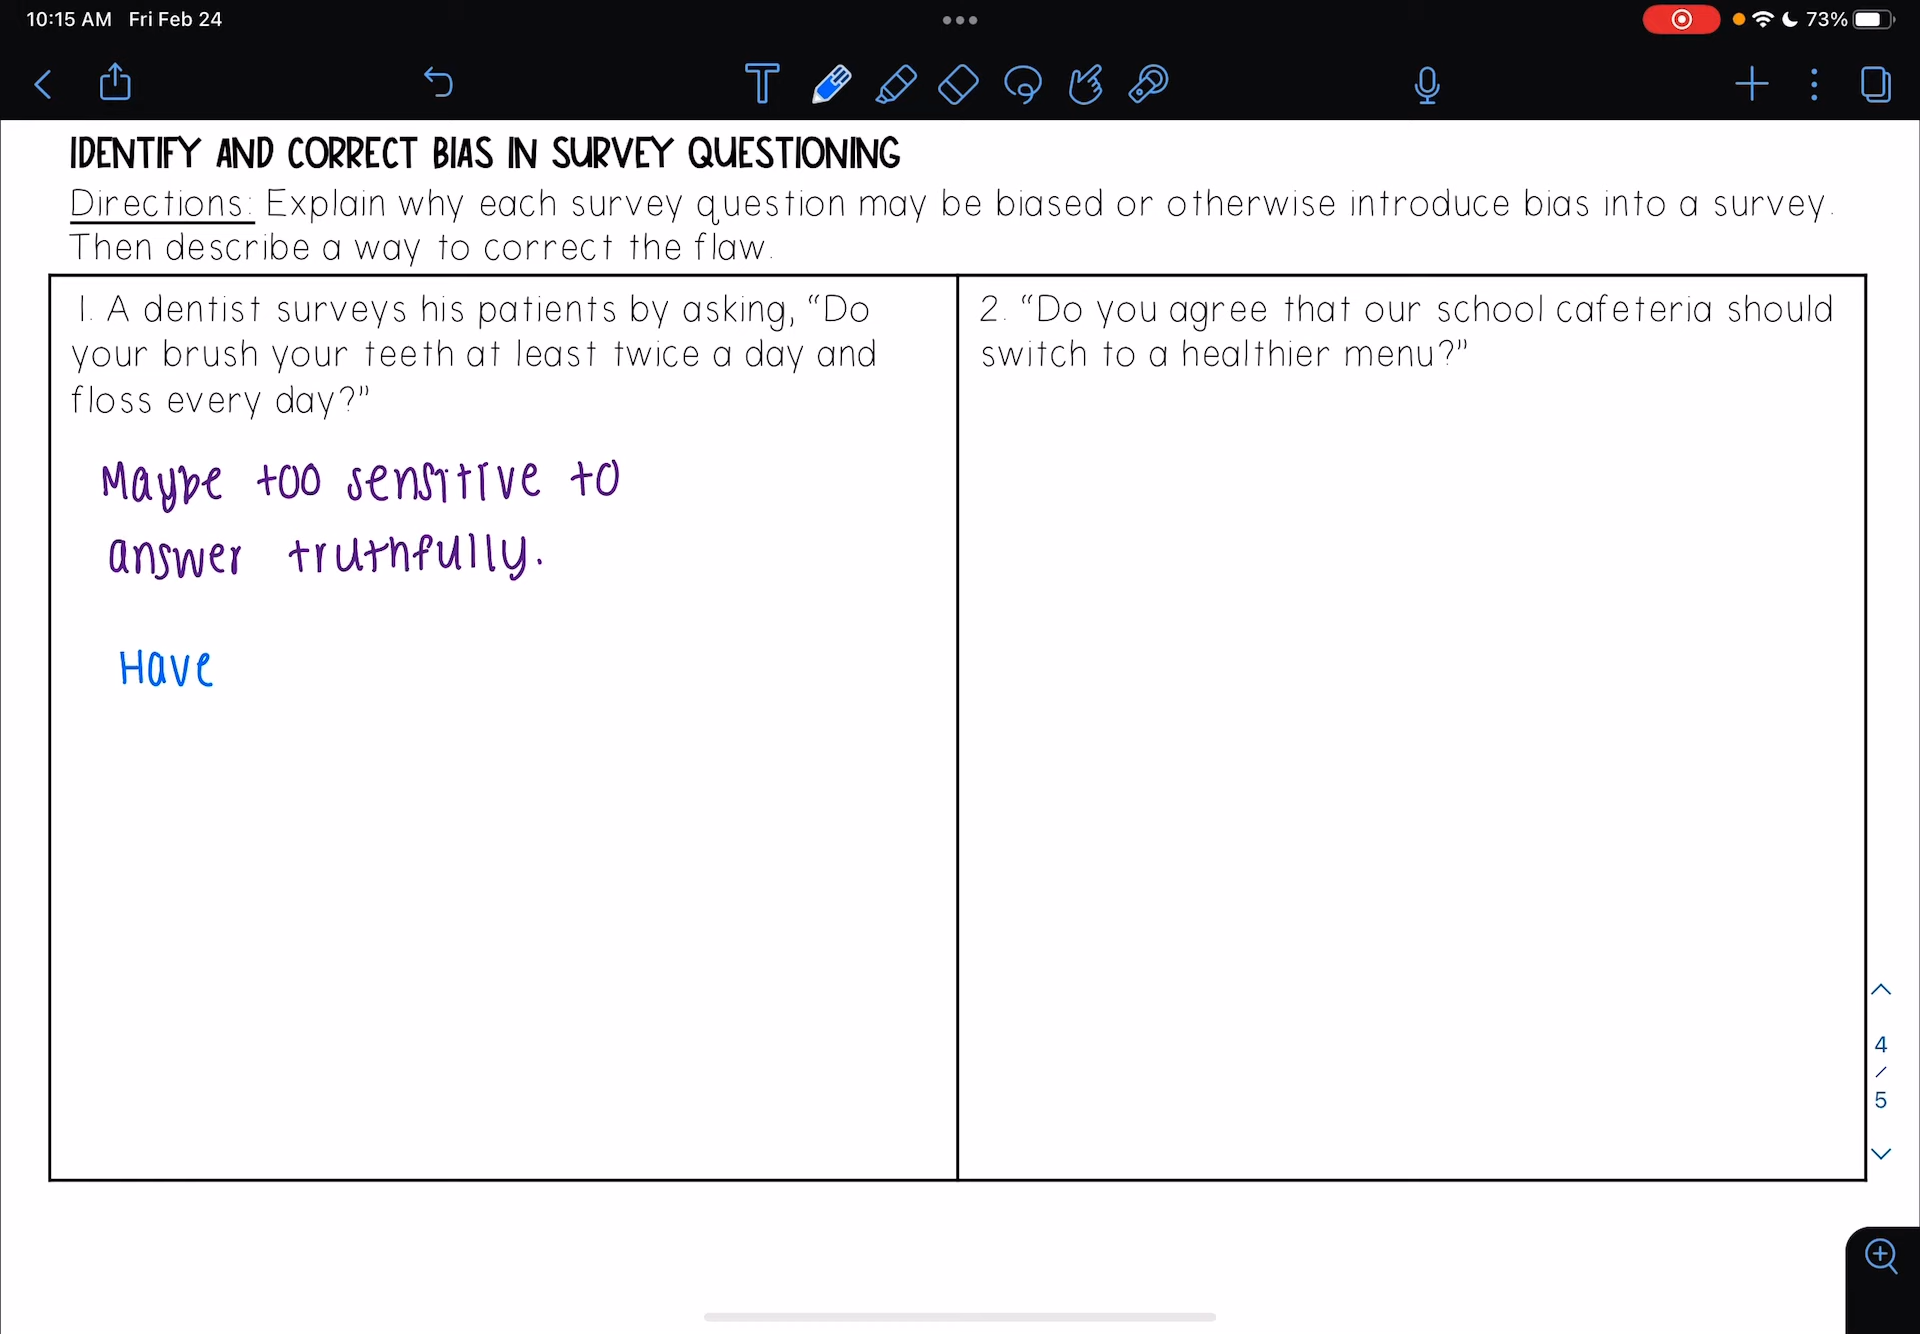 10:15 AM Fri Feb 24
73%
IDENTIFY AND CORRECT BIAS IN SURVEY QUESTIONING
Directions: Explain why each survey question may be biased or otherwise introduce bias into a survey.
Then describe a way to correct the flaw.
1. A dentist surveys his patients by asking, “Do
your brush your teeth at least twice a day and
floss every day?”
Maybe too sensitive to
answer truthfully.
Have
2. “Do you agree that our school cafeteria should
switch to a healthier menu?”
4
/
5